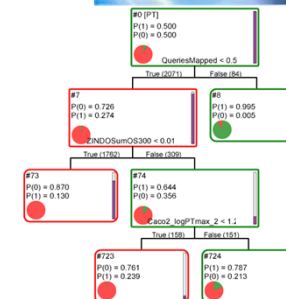 #0 [PT]
P(1) = 0.500
P(0) = 0.500
QueriesMapped < 0.5
True (2071) False (84)
#7
P(0) = 0.726
P(1) = 0.274
ZINDOSumOS300 < 0.01
#8
P(1) = 0.995
P(0) = 0.005
True (1762) False (309)
#73
P(0) = 0.870
P(1) = 0.130
#74
P(1) = 0.644
P(0) = 0.356
Caco2_logPTmax_2 < 1.2
True (158) False (151)
#723
P(0) = 0.761
P(1) = 0.239
#724
P(1) = 0.787
P(0) = 0.213